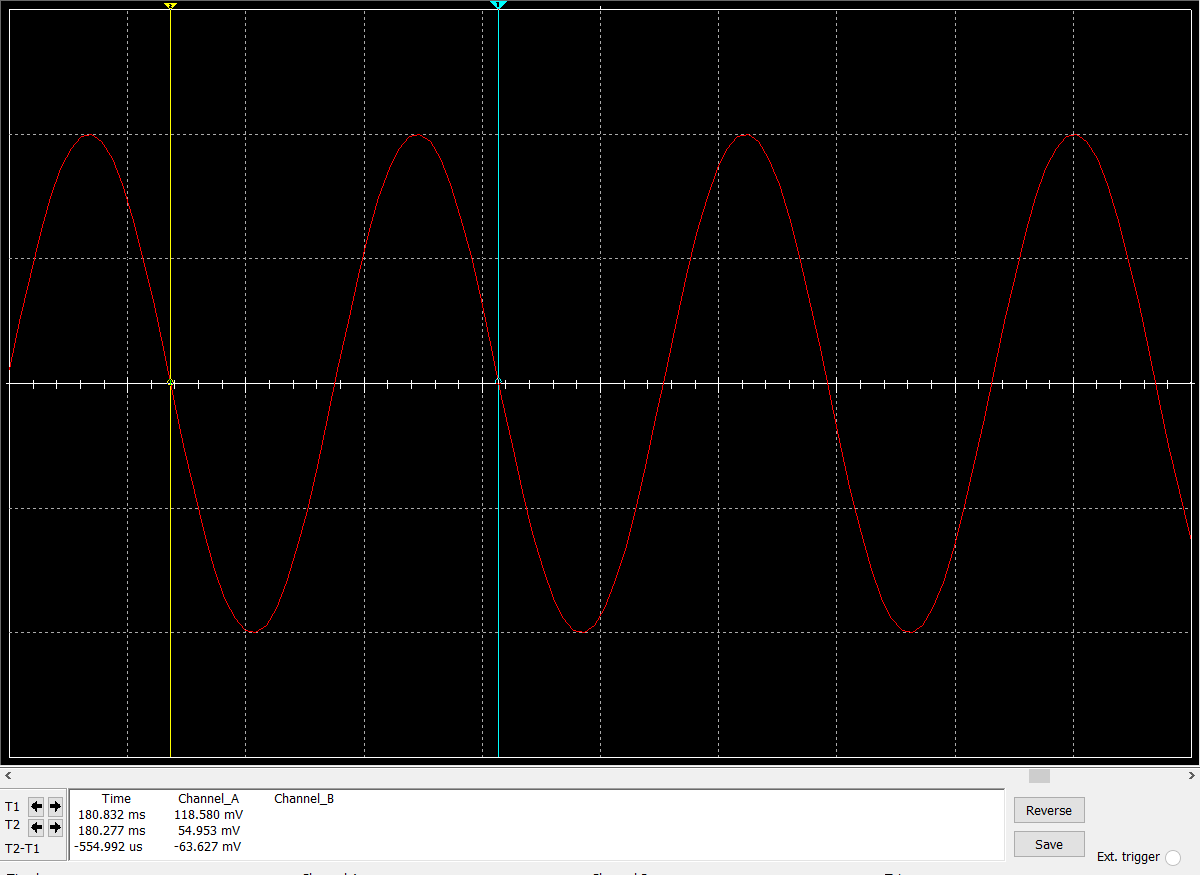 Time Channel_A Channel_B
T1 180.832 ms 118.580 mV
T2 180.277 ms 54.953 mV
T2-T1 -554.992 us -63.627 mV
Reverse
Save
Ext. trigger